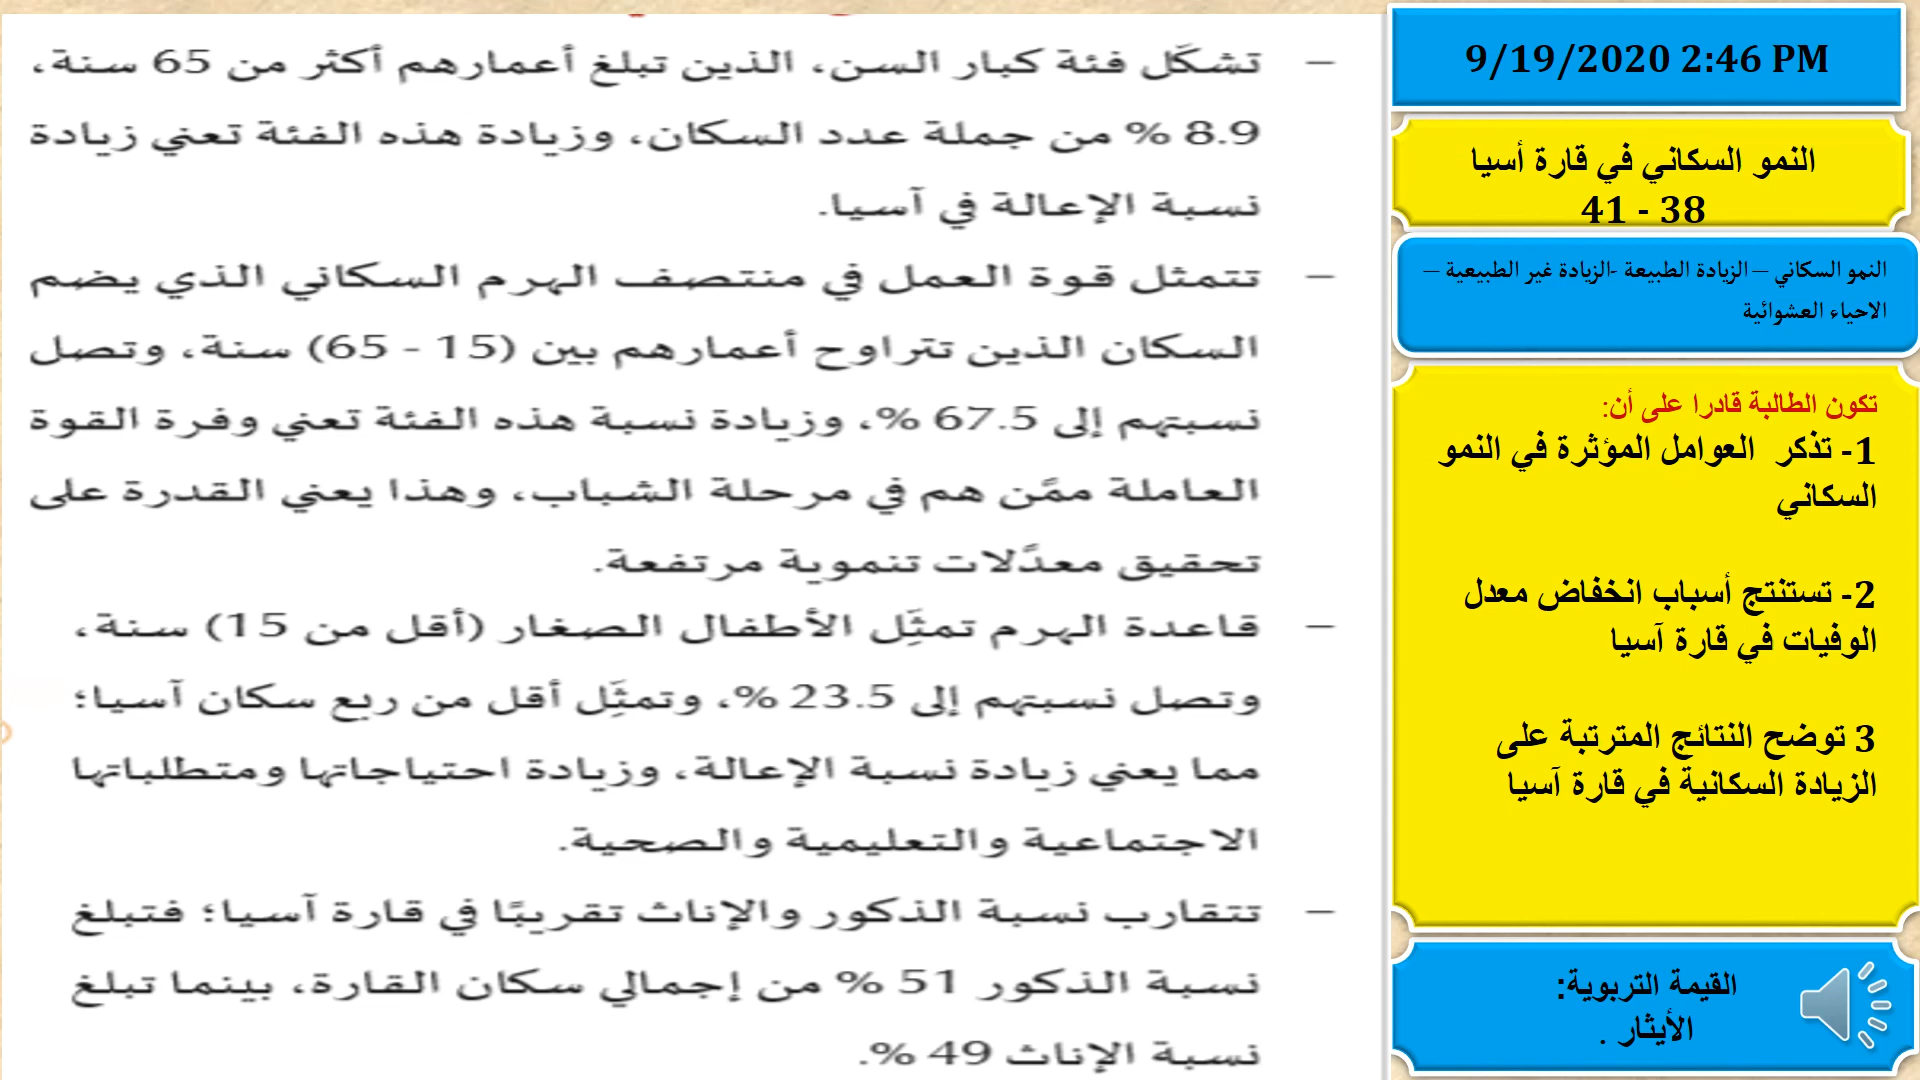 – تشكَّل فئة كبار السن، الذين تبلغ أعمارهم أكثر من 65 سنة،
8.9 % من جملة عدد السكان، وزيادة هذه الفئة تعني زيادة
نسبة الإعالة في آسيا.
– تتمثل قوة العمل في منتصف الهرم السكاني الذي يضم
السكان الذين تتراوح أعمارهم بين (15 - 65) سنة، وتصل
نسبتهم إلى 67.5 %، وزيادة نسبة هذه الفئة تعني وفرة القوة
العاملة ممَّن هم في مرحلة الشباب، وهذا يعني القدرة على
تحقيق معدَّلات تنموية مرتفعة.
– قاعدة الهرم تمثِّل الأطفال الصغار (أقل من 15) سنة،
وتصل نسبتهم إلى 23.5 %، وتمثِّل أقل من ربع سكان آسيا؛
مما يعني زيادة نسبة الإعالة، وزيادة احتياجاتها ومتطلباتها
الاجتماعية والتعليمية والصحية.
– تتقارب نسبة الذكور والإناث تقريبًا في قارة آسيا؛ فتبلغ
نسبة الذكور 51 % من إجمالي سكان القارة، بينما تبلغ
نسبة الإناث 49 %.
9/19/2020 2:46 PM
النمو السكاني في قارة أسيا
38 - 41
النمو السكاني – الزيادة الطبيعة -الزيادة غير الطبيعية –
الاحياء العشوائية
تكون الطالبة قادرا على أن:
1- تذكر العوامل المؤثرة في النمو
السكاني
2- تستنتج أسباب انخفاض معدل
الوفيات في قارة آسيا
3 توضح النتائج المترتبة على
الزيادة السكانية في قارة آسيا
القيمة التربوية:
الأيثار .